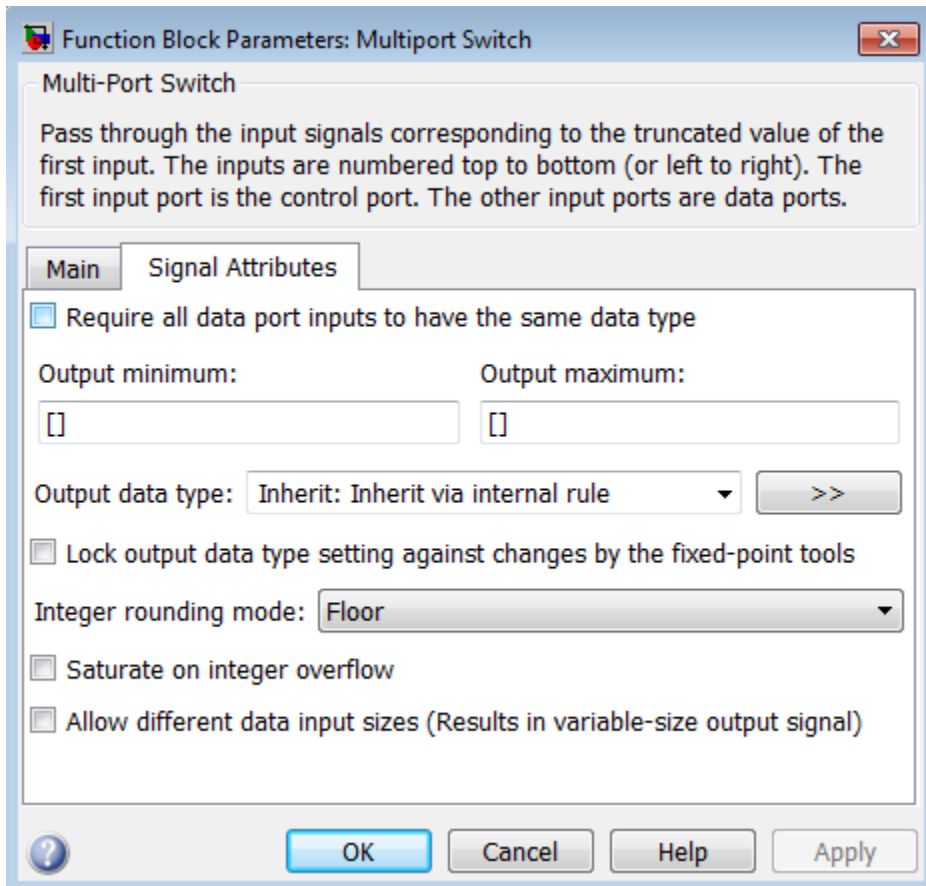 Function Block Parameters: Multiport Switch
Multi-Port Switch
Pass through the input signals corresponding to the truncated value of the
first input. The inputs are numbered top to bottom (or left to right). The
first input port is the control port. The other input ports are data ports.
Main
Signal Attributes
Require all data port inputs to have the same data type
Output minimum:
Output maximum:
[]
[]
Output data type:
Inherit: Inherit via internal rule
>>
Lock output data type setting against changes by the fixed-point tools
Integer rounding mode:
Floor
Saturate on integer overflow
Allow different data input sizes (Results in variable-size output signal)
?
OK
Cancel
Help
Apply